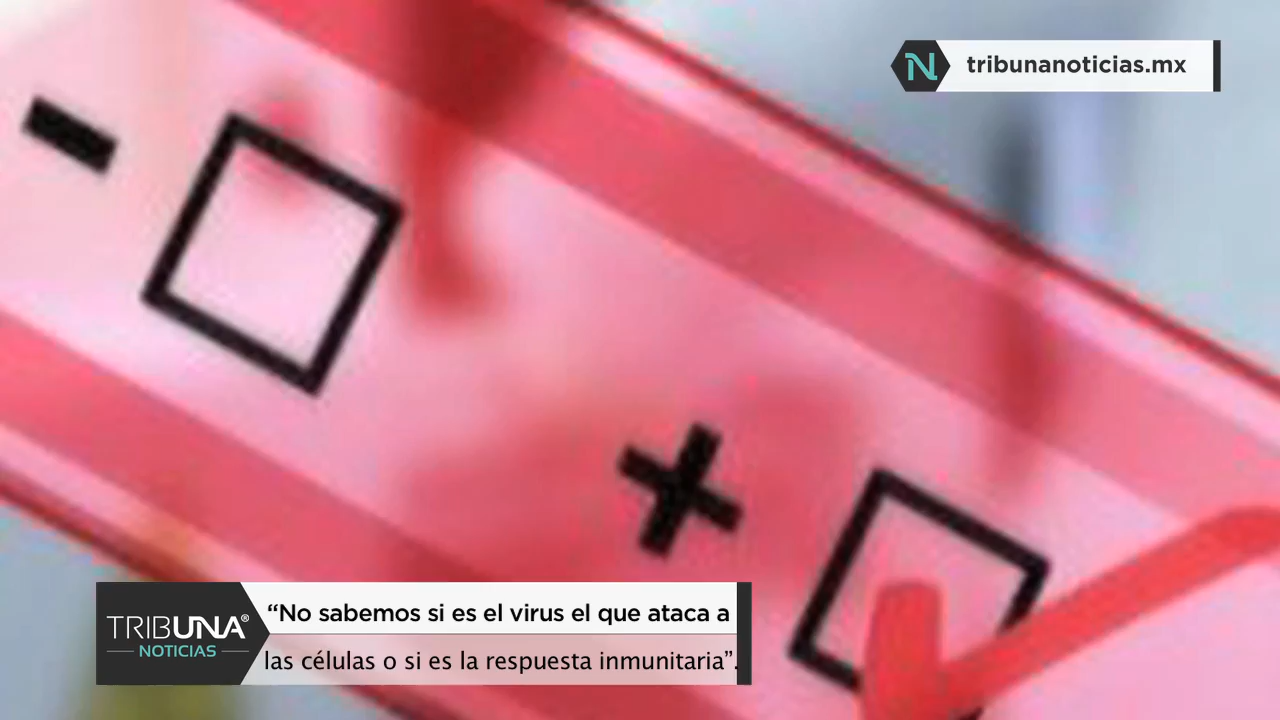 tribunanoticias.mx
-
+
TRIBUNA®
NOTICIAS
“No sabemos si es el virus el que ataca a
las células o si es la respuesta inmunitaria”.